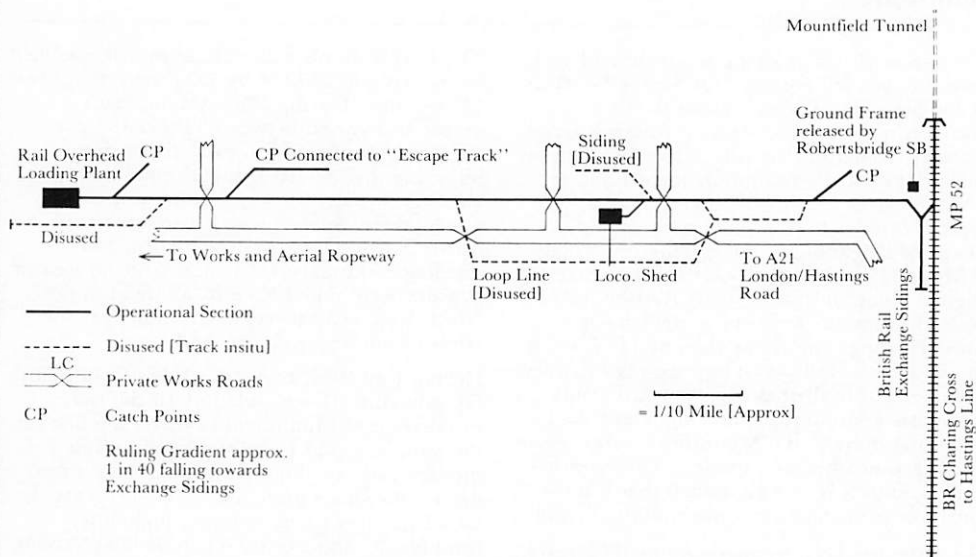 Mountfield Tunnel
Ground Frame
released by
Robertsbridge SB
Siding
[Disused]
CP
CP Connected to "Escape Track"
Rail Overhead
Loading Plant
CP
MP 52
Disused
←To Works and Aerial Ropeway
Loop Line
[Disused]
Loco. Shed
To A21
London/Hastings
Road
British Rail
Exchange Sidings
Operational Section
Disused [Track insitu]
LC
Private Works Roads
CP Catch Points
= 1/10 Mile [Approx]
Ruling Gradient approx.
1 in 40 falling towards
Exchange Sidings
BR Charing Cross
to Hastings Line